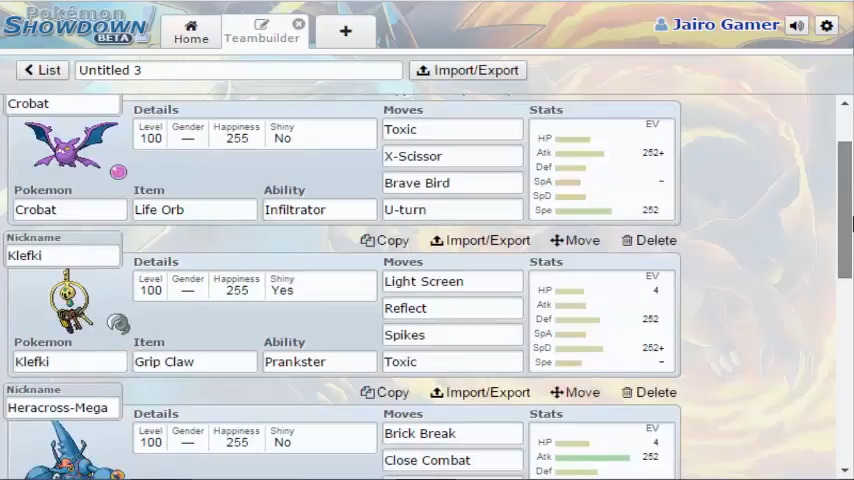 Pokémon
SHOWDOWN
BETA
Home
Teambuilder
+
Jairo Gamer
< List
Untitled 3
Import/Export
Crobat
Details
Moves
Stats
Level Gender Happiness Shiny
100 — 255 No
Toxic
X-Scissor
Brave Bird
U-turn
EV
HP
Atk 252+
Def
SpA –
SpD
Spe 252
Pokemon Item Ability
Crobat Life Orb Infiltrator
Copy Import/Export Move Delete
Nickname
Klefki
Details
Moves
Stats
Level Gender Happiness Shiny
100 — 255 Yes
Light Screen
Reflect
Spikes
Toxic
EV
HP 4
Atk
Def 252
SpA
SpD 252+
Spe –
Pokemon Item Ability
Klefki Grip Claw Prankster
Copy Import/Export Move Delete
Nickname
Heracross-Mega
Details
Moves
Stats
Level Gender Happiness Shiny
100 — 255 No
Brick Break
Close Combat
EV
HP 4
Atk 252
Def